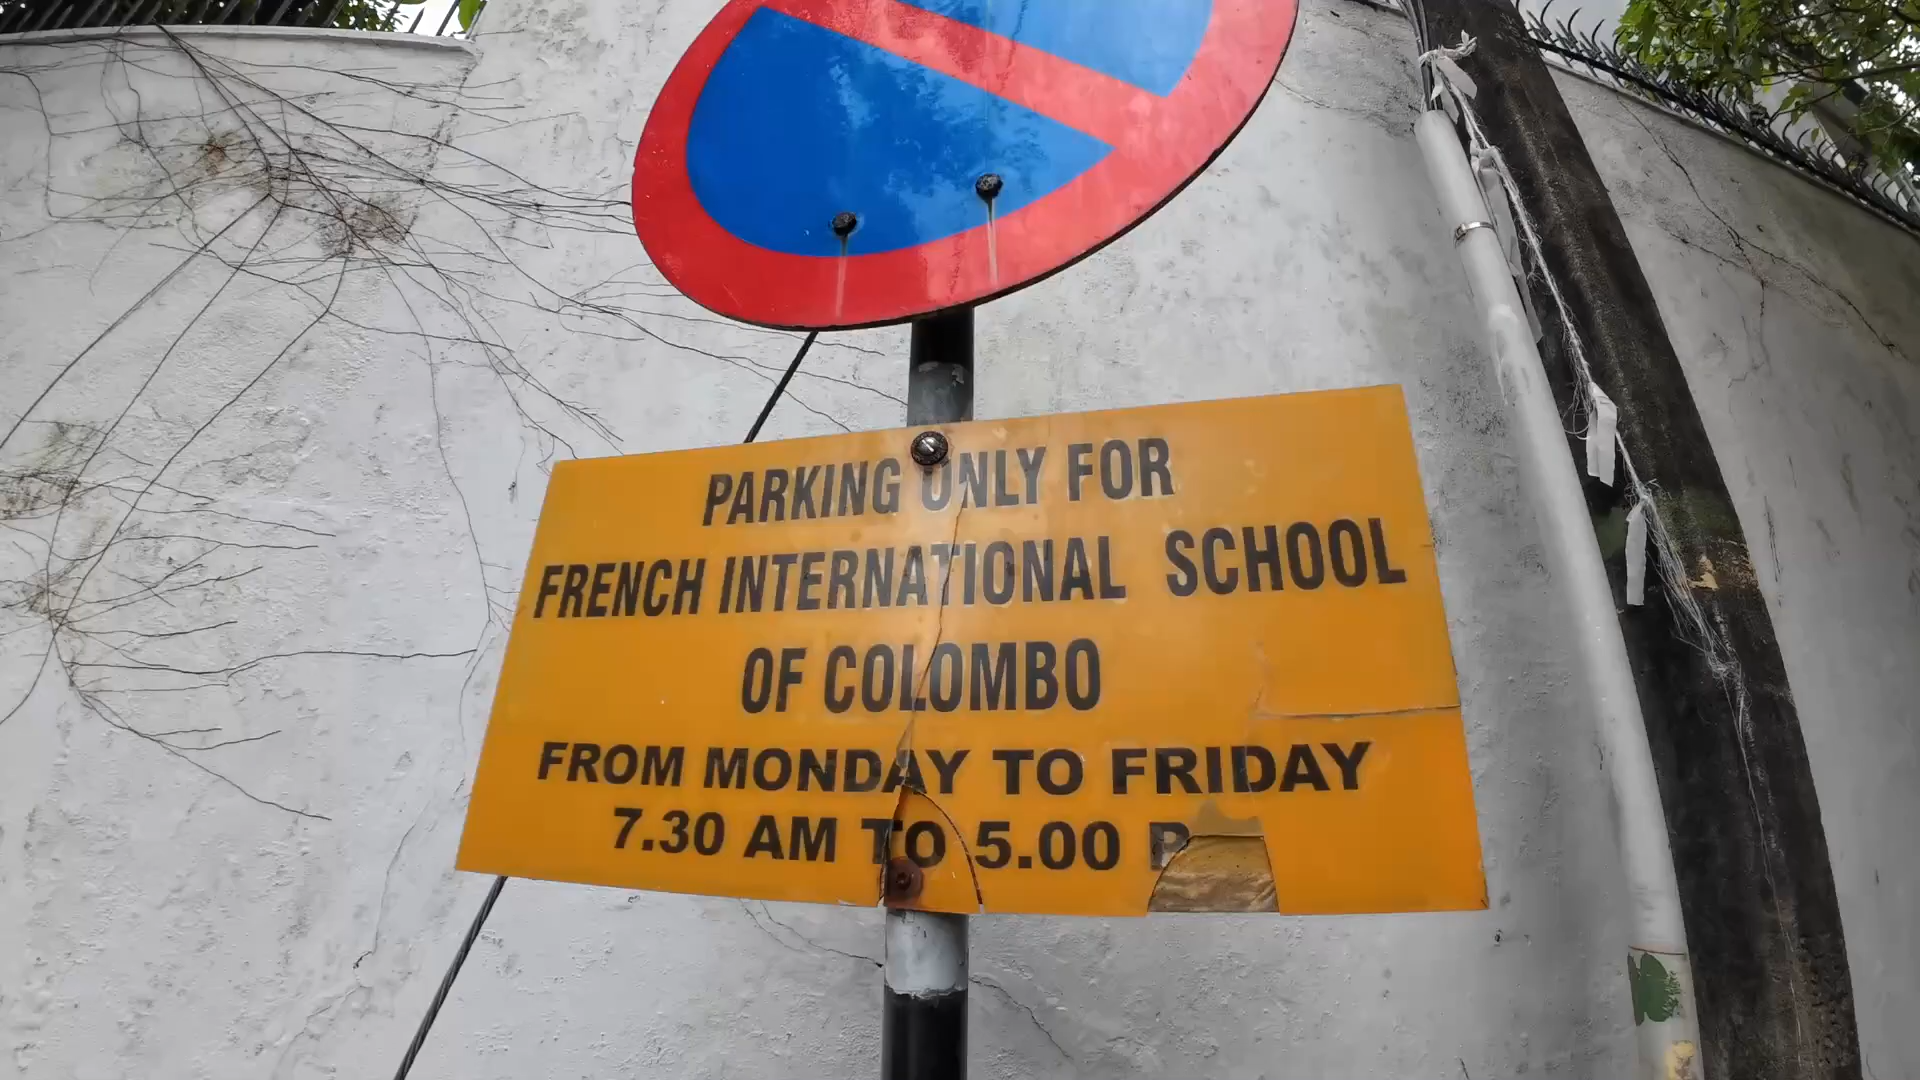 PARKING ONLY FOR
FRENCH INTERNATIONAL SCHOOL
OF COLOMBO
FROM MONDAY TO FRIDAY
7.30 AM TO 5.00 P